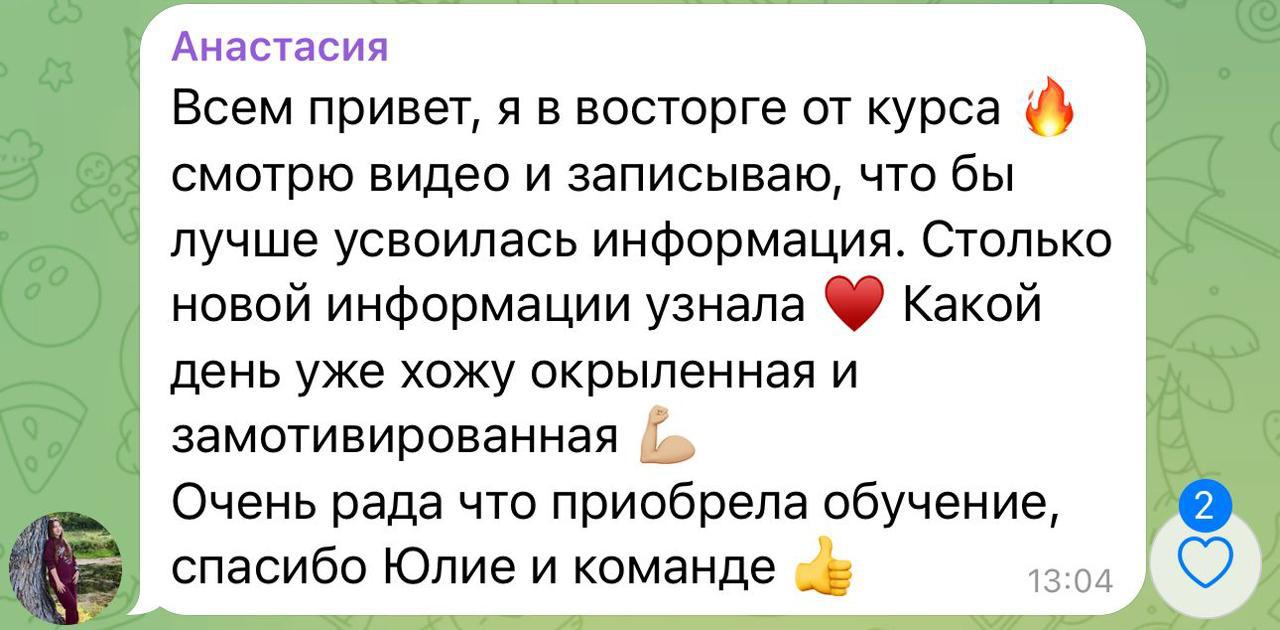 Анастасия
Всем привет, я в восторге от курса 🔥
смотрю видео и записываю, что бы
лучше усвоилась информация. Столько
новой информации узнала ♥️ Какой
день уже хожу окрыленная и
замотивированная 💪🏼
Очень рада что приобрела обучение,
спасибо Юлие и команде 👍
13:04
2